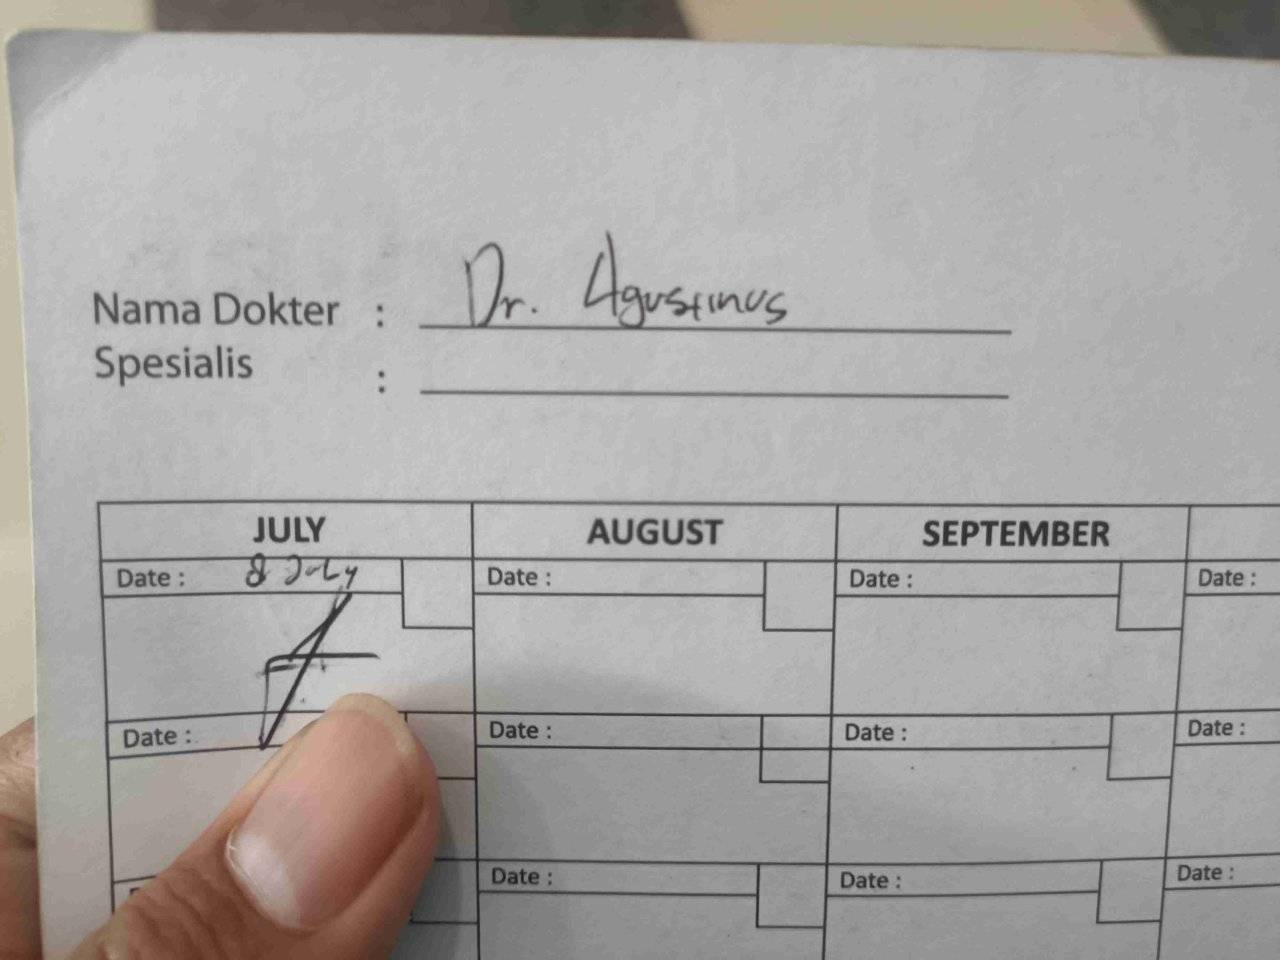 Nama Dokter : Dr. Agustinus
Spesialis :
JULY AUGUST SEPTEMBER
Date : 8 July Date : Date : Date :
Date : Date : Date : Date :
Date : Date : Date :